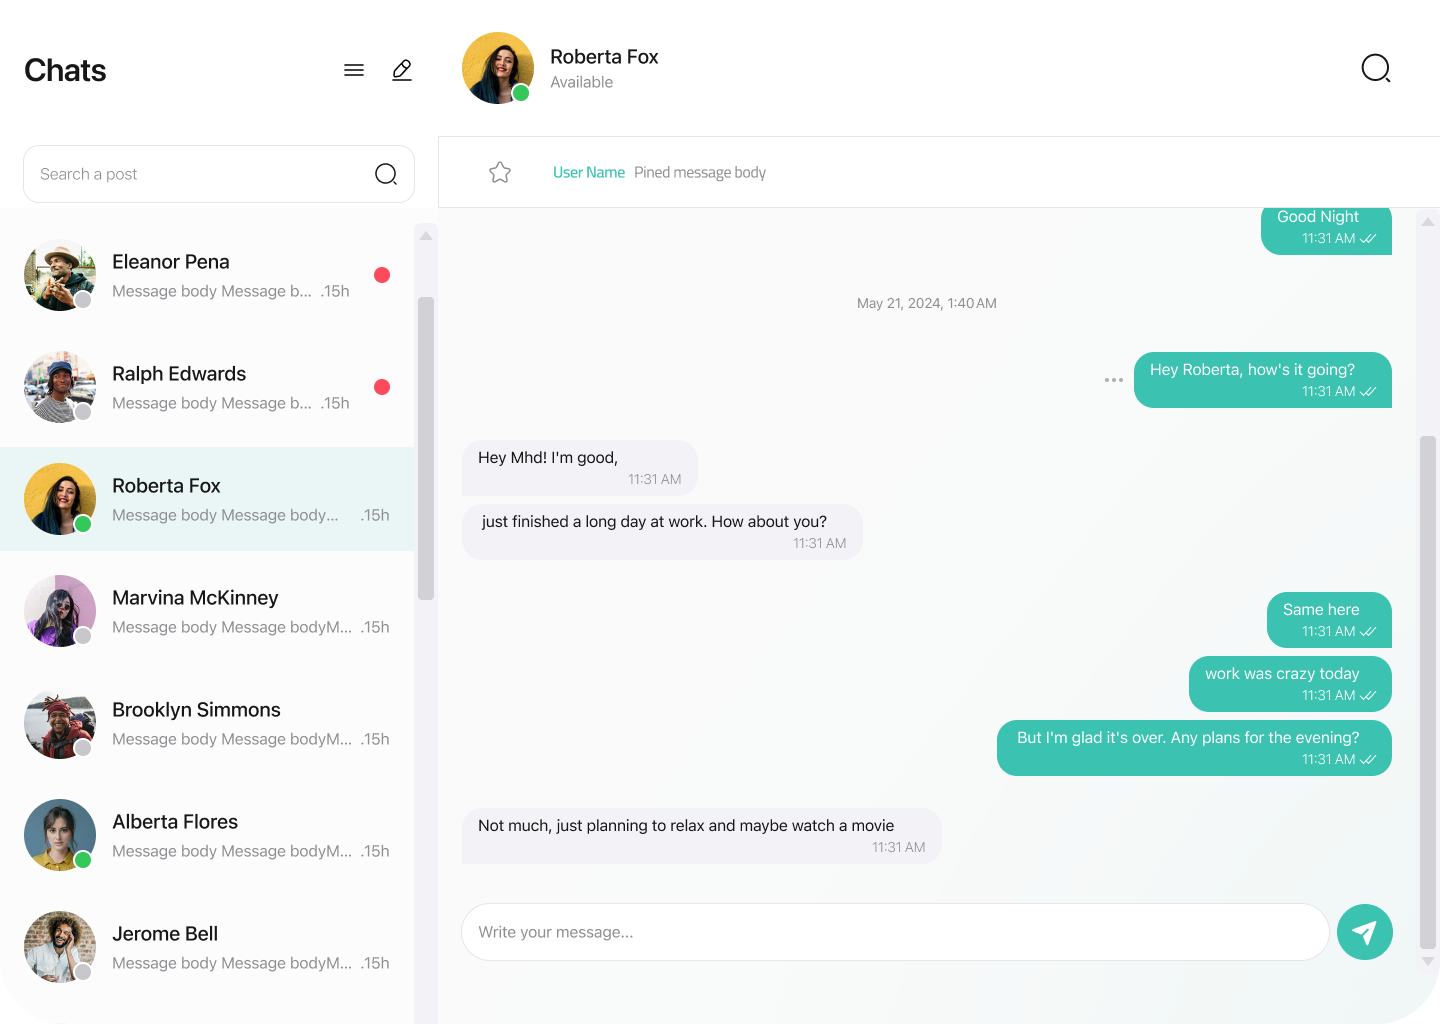 Chats
Search a post
Eleanor Pena
Message body Message b... .15h
Ralph Edwards
Message body Message b... .15h
Roberta Fox
Message body Message body... .15h
Marvina McKinney
Message body Message bodyM... .15h
Brooklyn Simmons
Message body Message bodyM... .15h
Alberta Flores
Message body Message bodyM... .15h
Jerome Bell
Message body Message bodyM... .15h
Roberta Fox
Available
User Name Pined message body
Good Night
11:31 AM
May 21, 2024, 1:40 AM
Hey Roberta, how's it going?
11:31 AM
Hey Mhd! I'm good,
11:31 AM
just finished a long day at work. How about you?
11:31 AM
Same here
11:31 AM
work was crazy today
11:31 AM
But I'm glad it's over. Any plans for the evening?
11:31 AM
Not much, just planning to relax and maybe watch a movie
11:31 AM
Write your message...